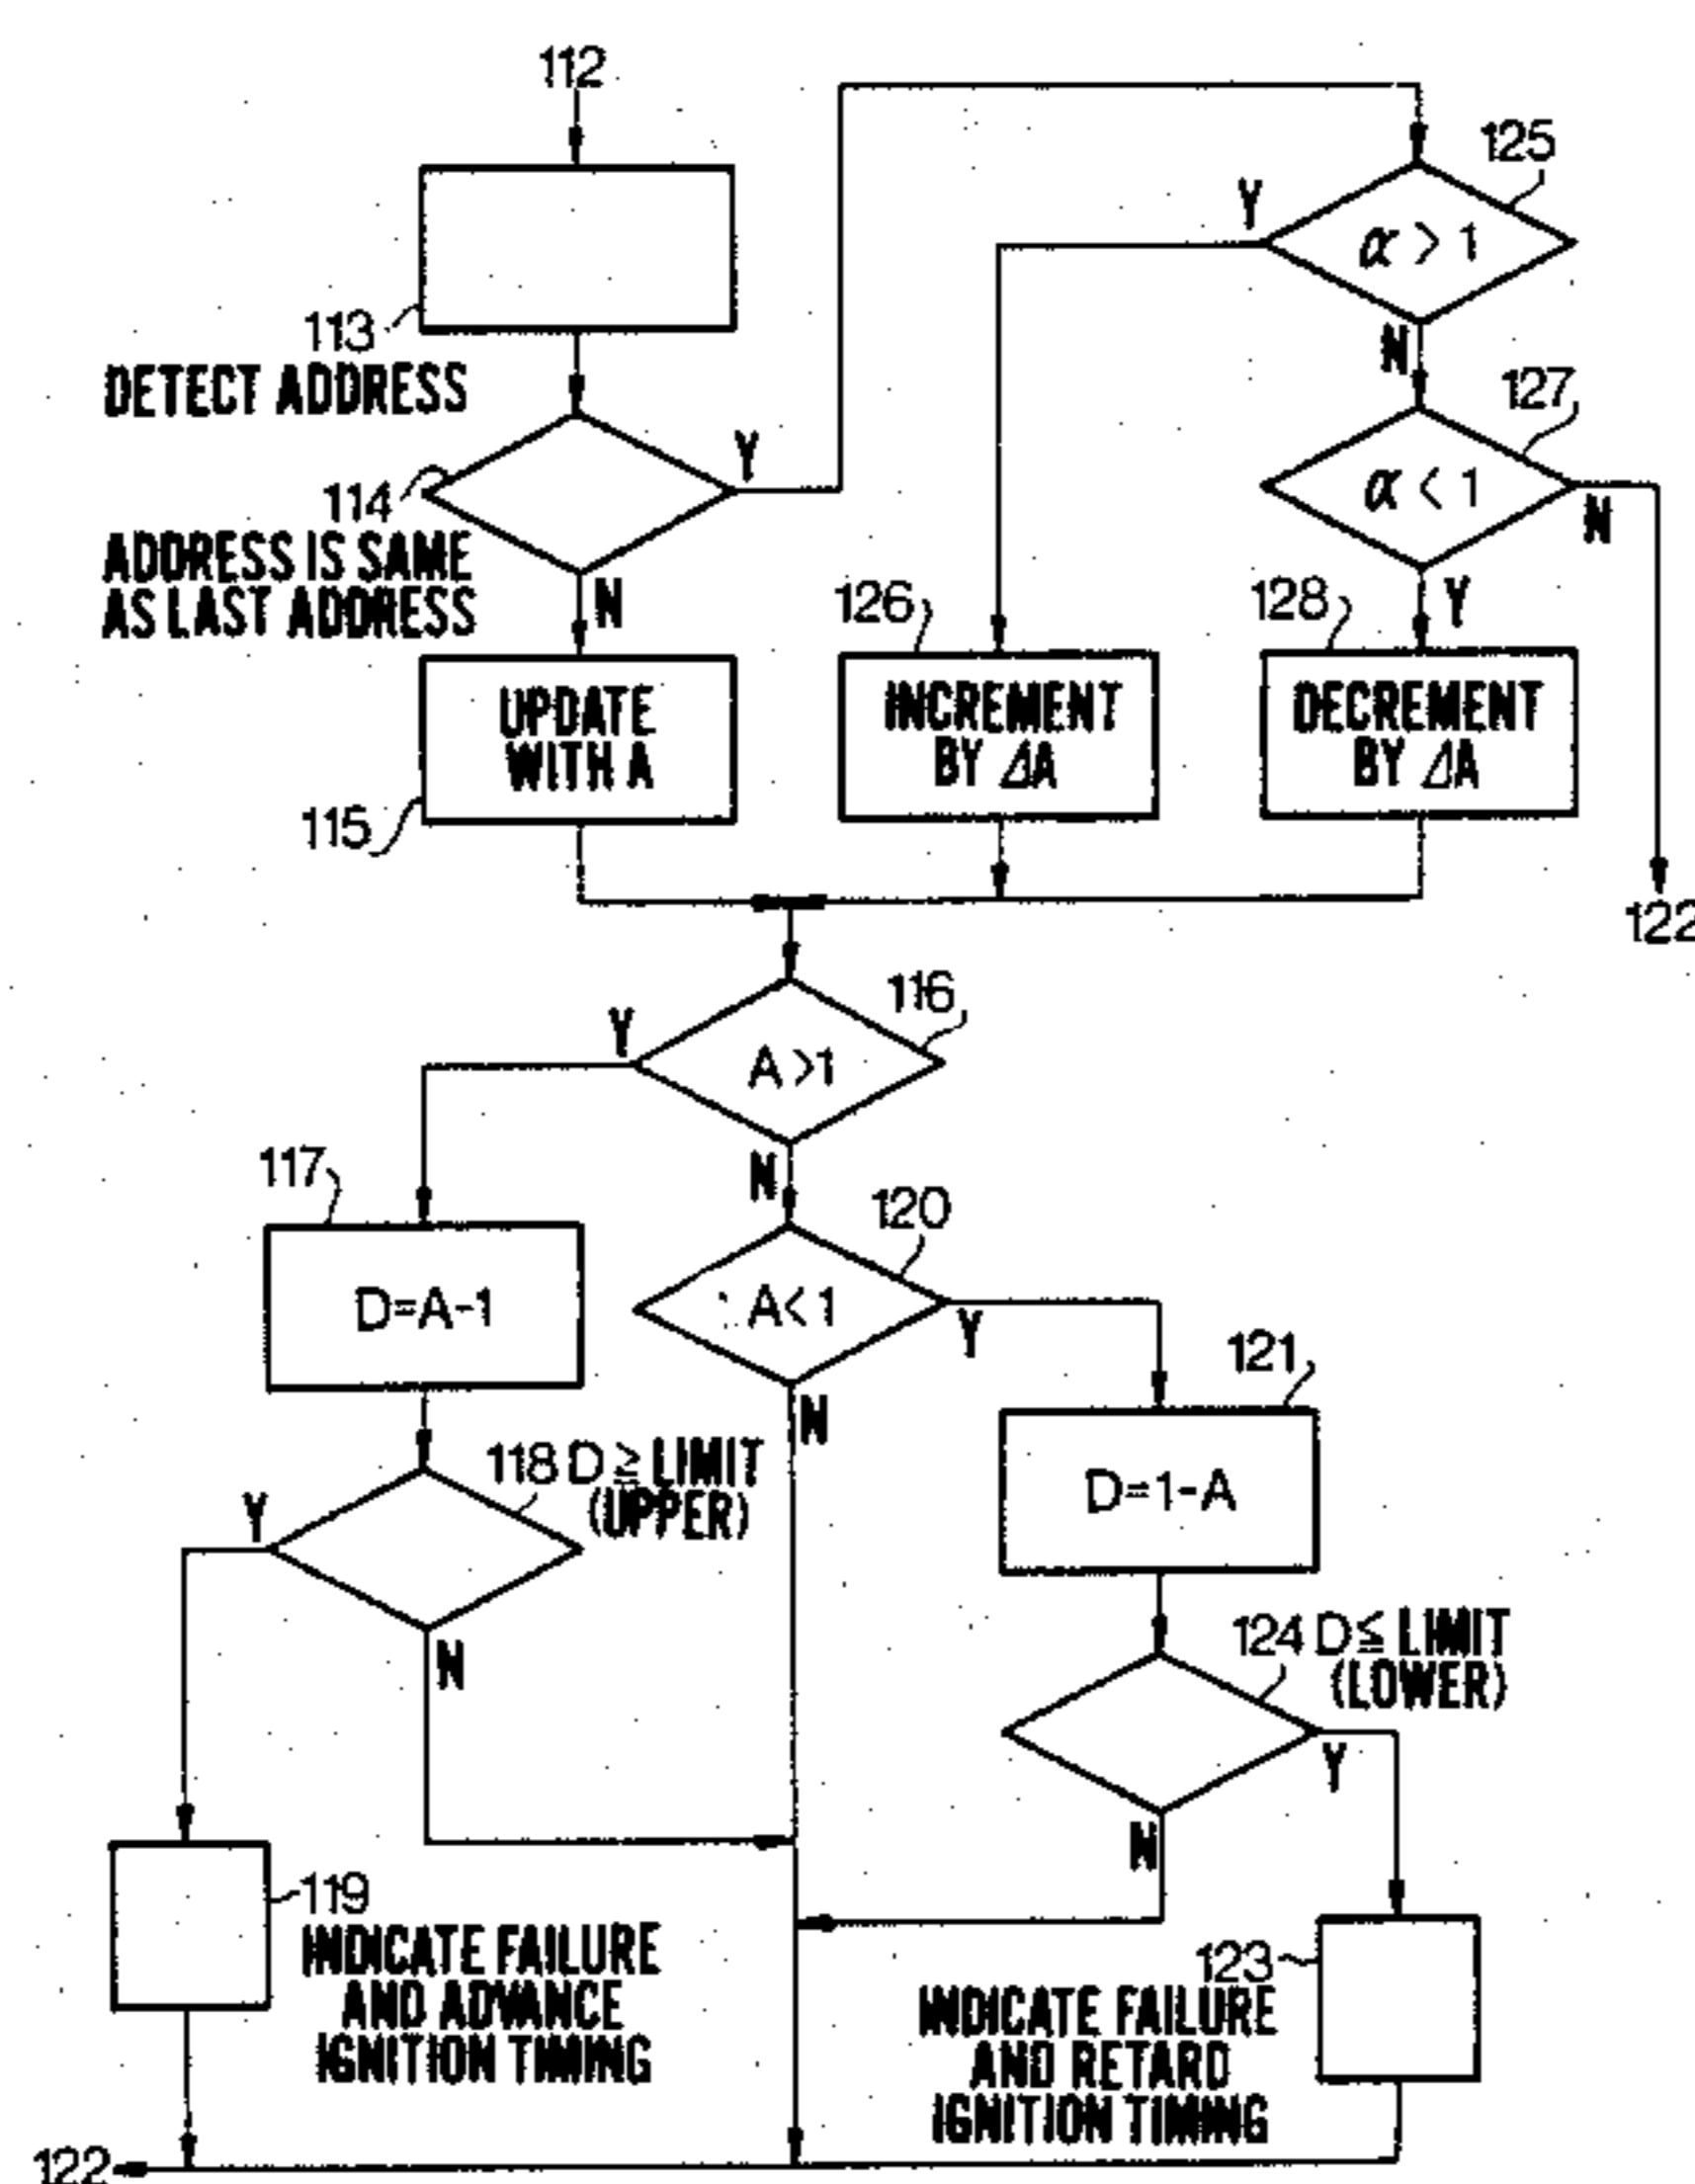 112
113
DETECT ADDRESS
114
Y
ADDRESS IS SAME
AS LAST ADDRESS
N
UPDATE
WITH A
115
125
Y
α > 1
N
127
α < 1
N
126
INCREMENT
BY ΔA
128
Y
DECREMENT
BY ΔA
122
116
Y
A>1
N
117
D=A-1
120
A<1
Y
N
121
D=1-A
118 D ≧ LIMIT
(UPPER)
Y
N
124 D ≦ LIMIT
(LOWER)
Y
N
119
INDICATE FAILURE
AND ADVANCE
IGNITION TIMING
123
INDICATE FAILURE
AND RETARD
IGNITION TIMING
122